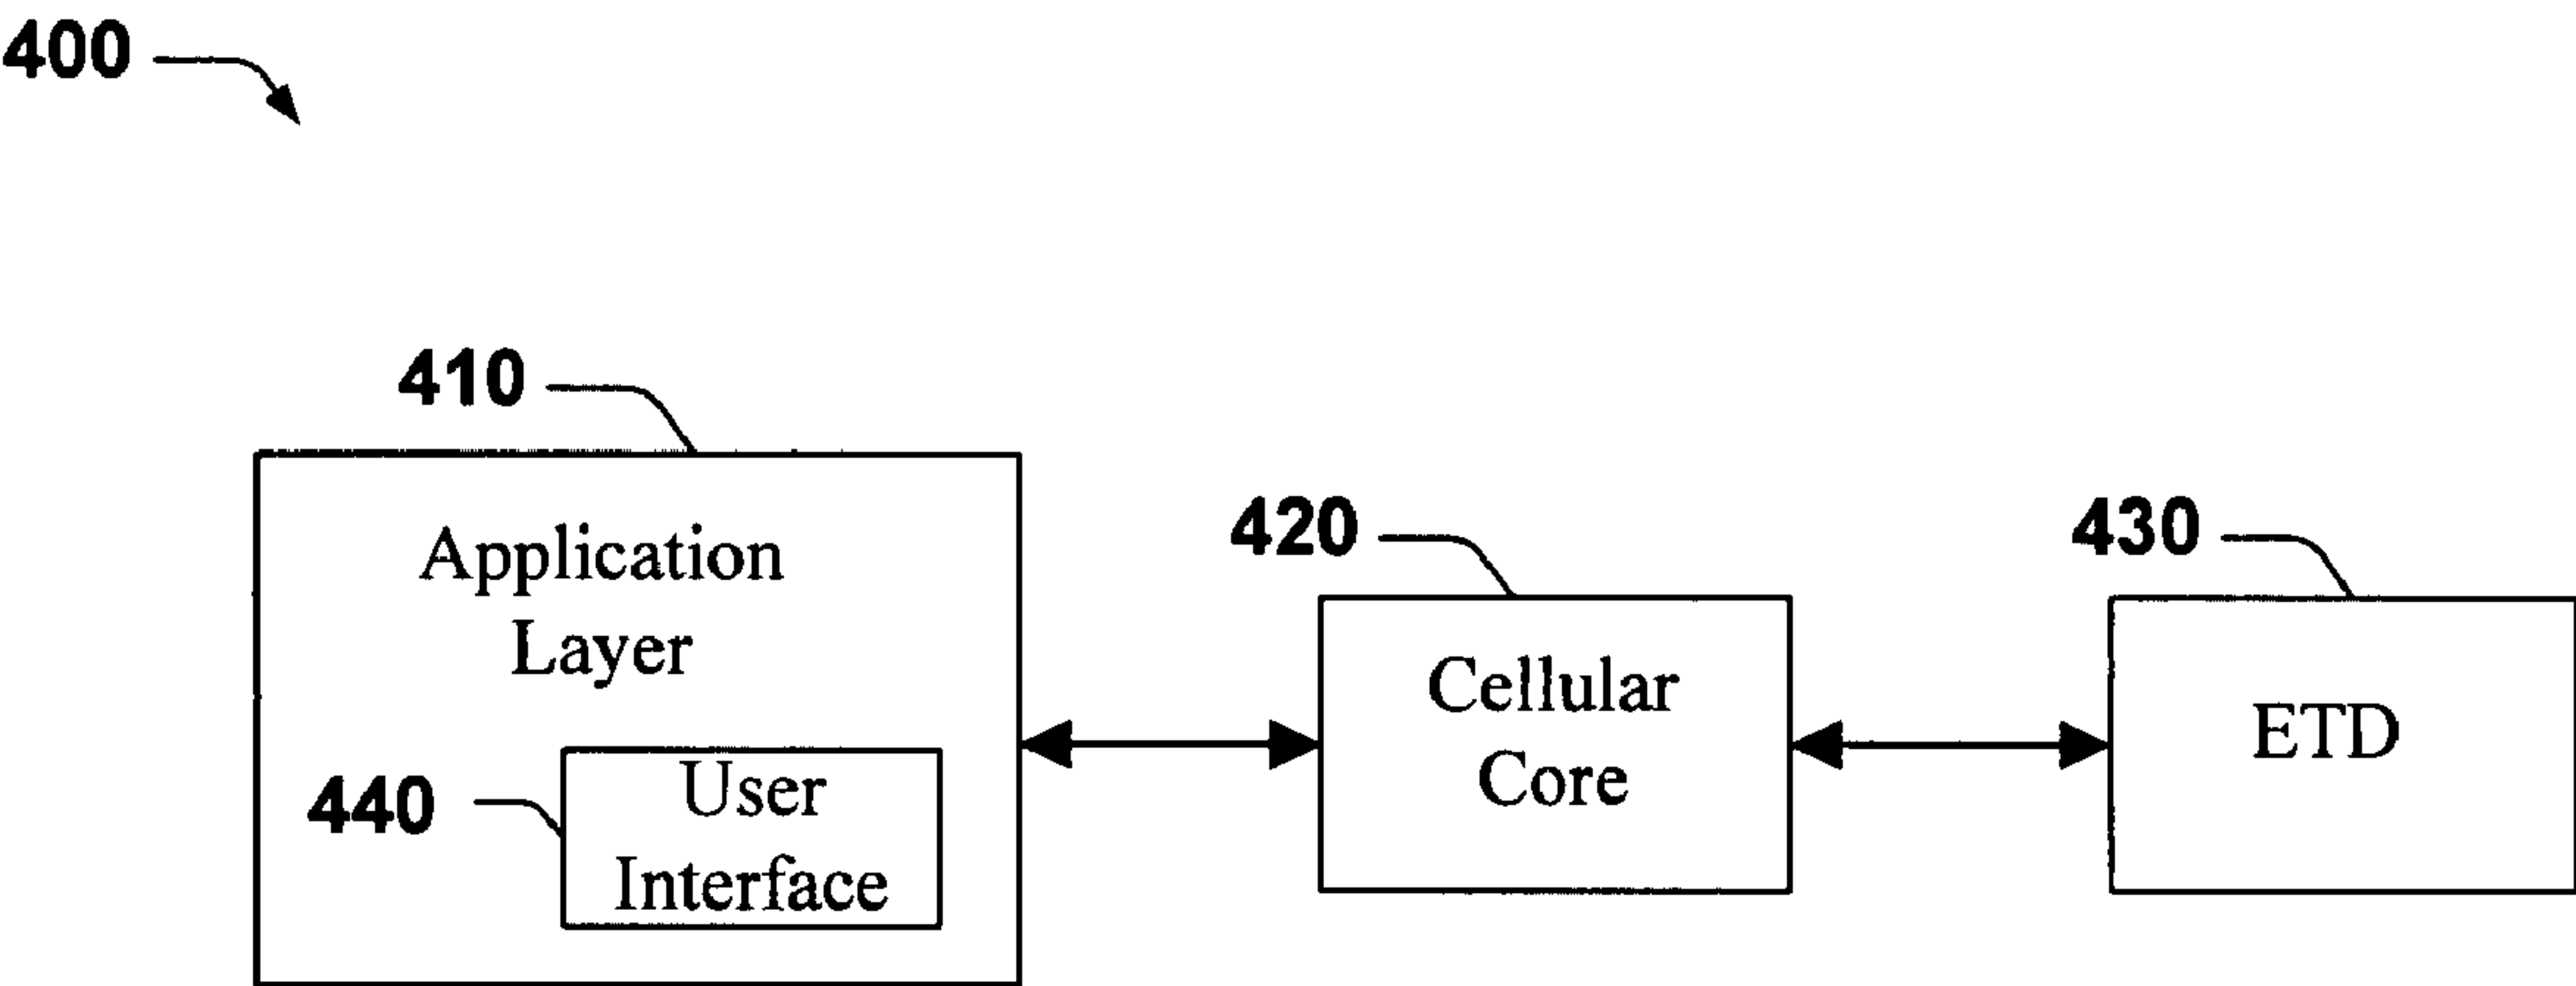 400
410
Application
Layer
420
430
Cellular
Core
ETD
440
User
Interface